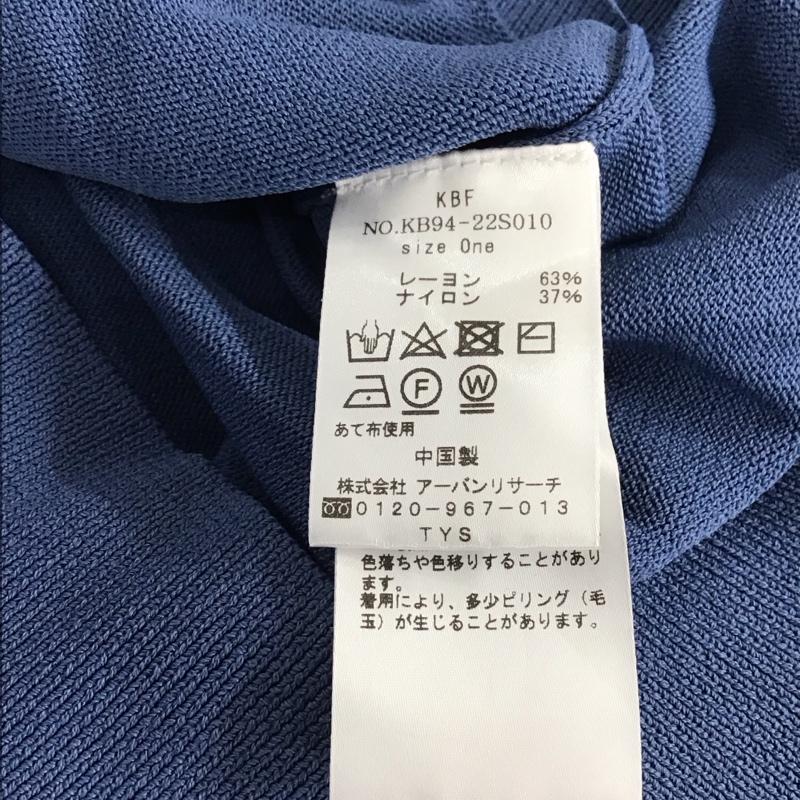 KBF
NO.KB94-22S010
size One
レーヨン 63%
ナイロン 37%
F W
あて布使用
中国製
株式会社 アーバンリサーチ
0120-967-013
TYS
色落ちや色移りすることがあり
ます。
着用により、多少ピリング（毛
玉）が生じることがあります。